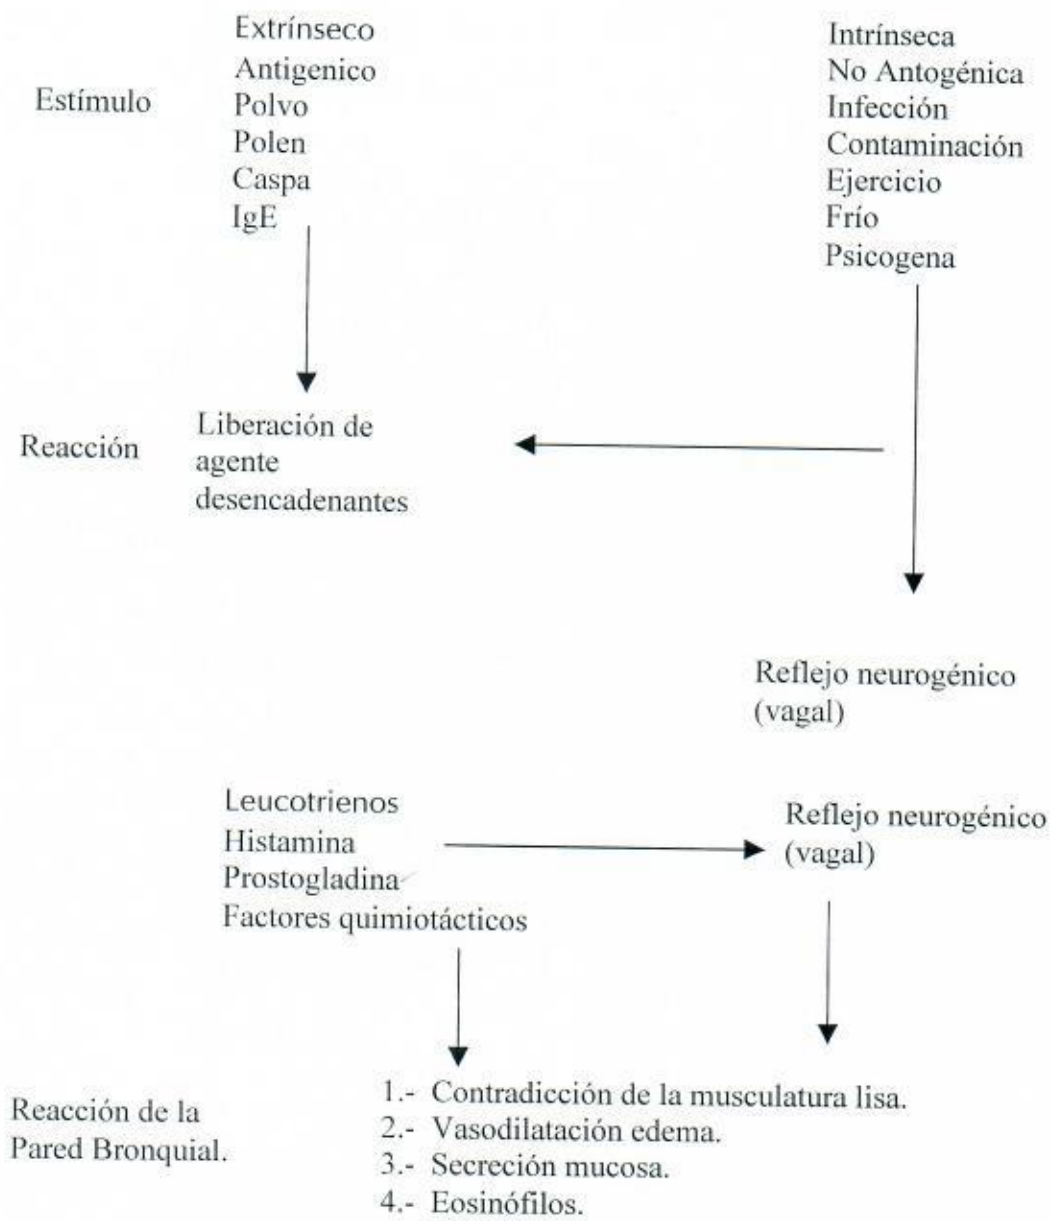 Estímulo
Extrínseco
Antigenico
Polvo
Polen
Caspa
IgE
Intrínseca
No Antogénica
Infección
Contaminación
Ejercicio
Frío
Psicogena
Reacción
Liberación de
agente
desencadenantes
Reflejo neurogénico
(vagal)
Leucotrienos
Histamina
Prostogladina
Factores quimiotácticos
Reflejo neurogénico
(vagal)
Reacción de la
Pared Bronquial.
1.- Contradicción de la musculatura lisa.
2.- Vasodilatación edema.
3.- Secreción mucosa.
4.- Eosinófilos.